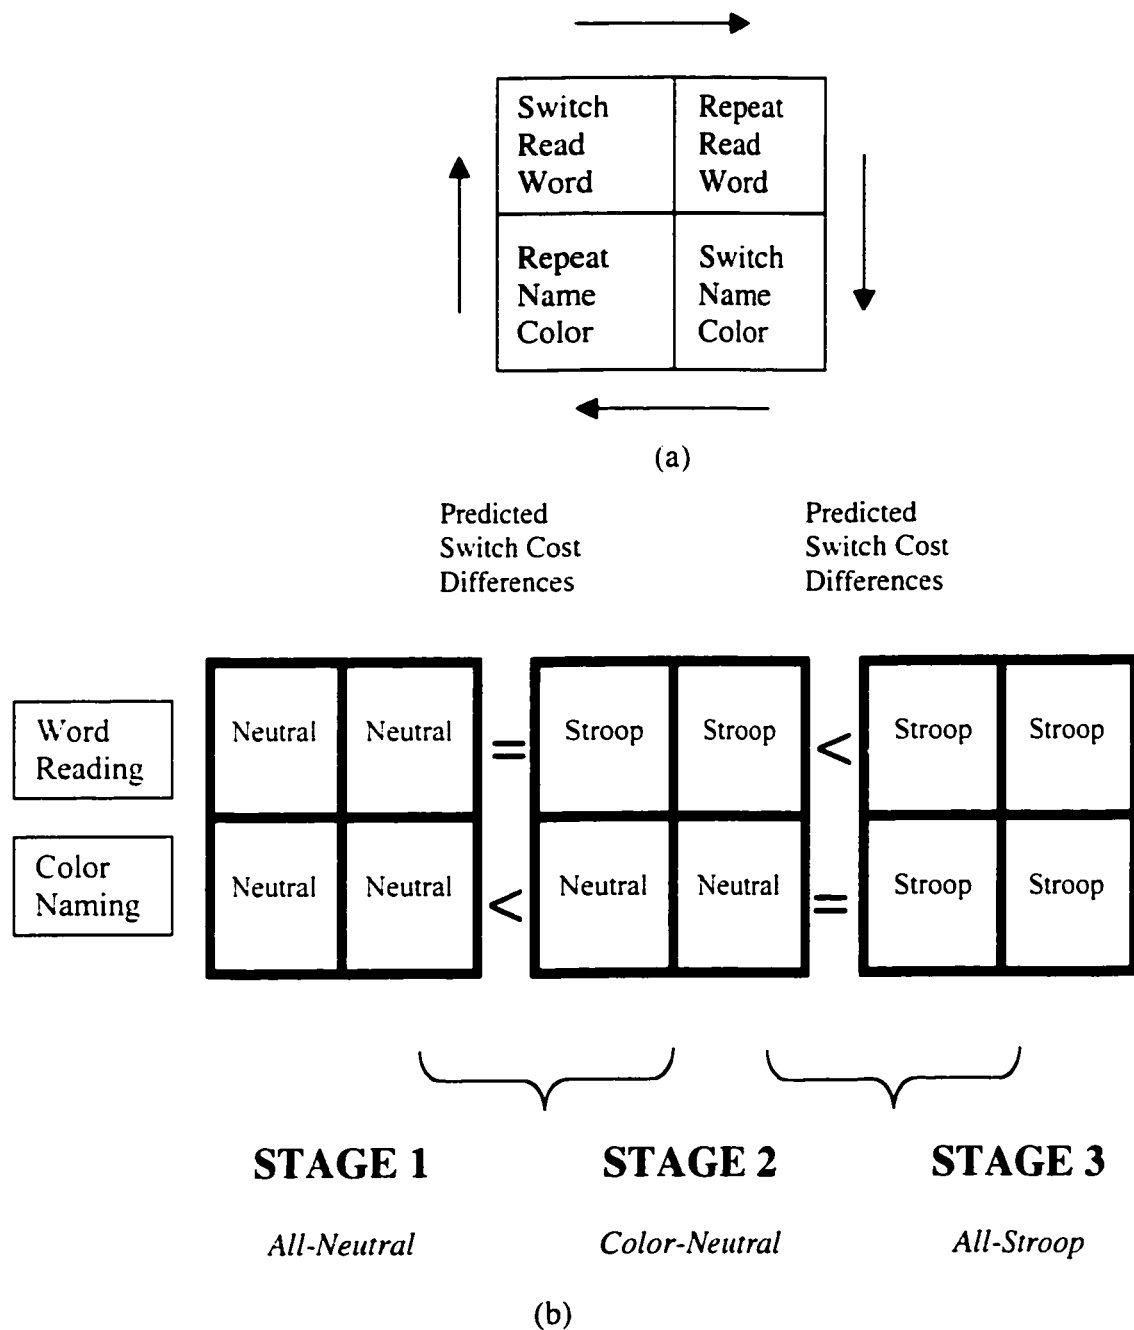 Switch
Read
Word
Repeat
Read
Word
Repeat
Name
Color
Switch
Name
Color
(a)
Predicted
Switch Cost
Differences
Predicted
Switch Cost
Differences
Word
Reading
Neutral Neutral = Stroop Stroop < Stroop Stroop
Color
Naming
Neutral Neutral < Neutral Neutral = Stroop Stroop
STAGE 1 STAGE 2 STAGE 3
All-Neutral Color-Neutral All-Stroop
(b)